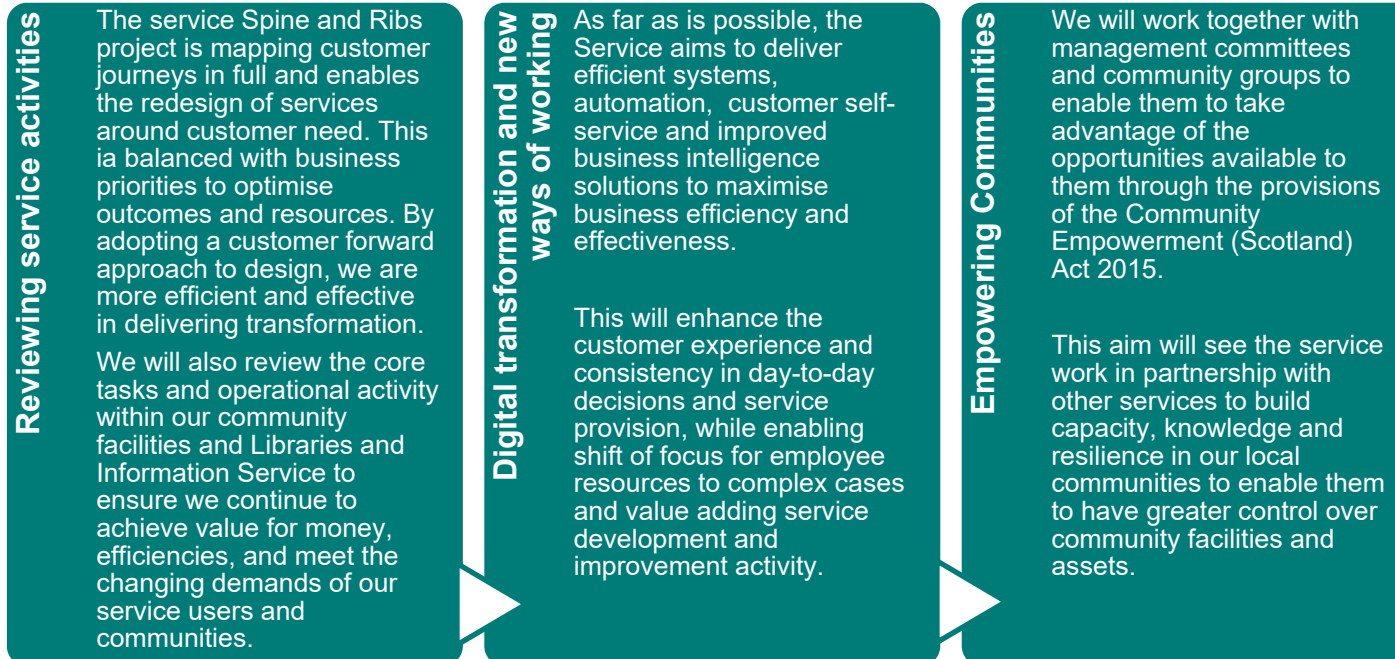 Reviewing service activities
The service Spine and Ribs
project is mapping customer
journeys in full and enables
the redesign of services
around customer need. This
ia balanced with business
priorities to optimise
outcomes and resources. By
adopting a customer forward
approach to design, we are
more efficient and effective
in delivering transformation.
We will also review the core
tasks and operational activity
within our community
facilities and Libraries and
Information Service to
ensure we continue to
achieve value for money,
efficiencies, and meet the
changing demands of our
service users and
communities.
Digital transformation and new
ways of working
As far as is possible, the
Service aims to deliver
efficient systems,
automation,  customer self-
service and improved
business intelligence
solutions to maximise
business efficiency and
effectiveness.
This will enhance the
customer experience and
consistency in day-to-day
decisions and service
provision, while enabling
shift of focus for employee
resources to complex cases
and value adding service
development and
improvement activity.
Empowering Communities
We will work together with
management committees
and community groups to
enable them to take
advantage of the
opportunities available to
them through the provisions
of the Community
Empowerment (Scotland)
Act 2015.
This aim will see the service
work in partnership with
other services to build
capacity, knowledge and
resilience in our local
communities to enable them
to have greater control over
community facilities and
assets.